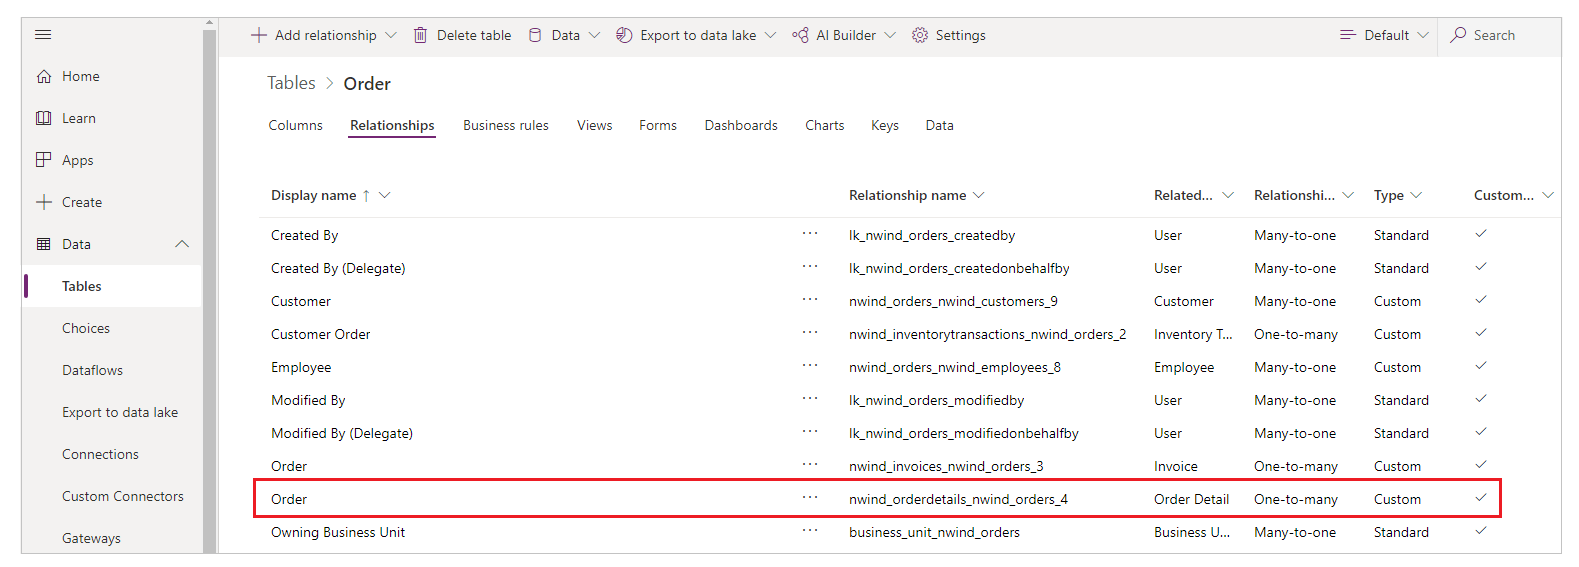 Add relationship Delete table Data Export to data lake AI Builder Settings Default Search
Home
Learn
Apps
Create
Data
Tables
Choices
Dataflows
Export to data lake
Connections
Custom Connectors
Gateways
Tables > Order
Columns Relationships Business rules Views Forms Dashboards Charts Keys Data
Display name ↑ Relationship name Related... Relationshi... Type Custom...
Created By ... lk_nwind_orders_createdby User Many-to-one Standard ✓
Created By (Delegate) ... lk_nwind_orders_createdonbehalfby User Many-to-one Standard ✓
Customer ... nwind_orders_nwind_customers_9 Customer Many-to-one Custom ✓
Customer Order ... nwind_inventorytransactions_nwind_orders_2 Inventory T... One-to-many Custom ✓
Employee ... nwind_orders_nwind_employees_8 Employee Many-to-one Custom ✓
Modified By ... lk_nwind_orders_modifiedby User Many-to-one Standard ✓
Modified By (Delegate) ... lk_nwind_orders_modifiedonbehalfby User Many-to-one Standard ✓
Order ... nwind_invoices_nwind_orders_3 Invoice One-to-many Custom ✓
Order ... nwind_orderdetails_nwind_orders_4 Order Detail One-to-many Custom ✓
Owning Business Unit ... business_unit_nwind_orders Business U... Many-to-one Standard ✓